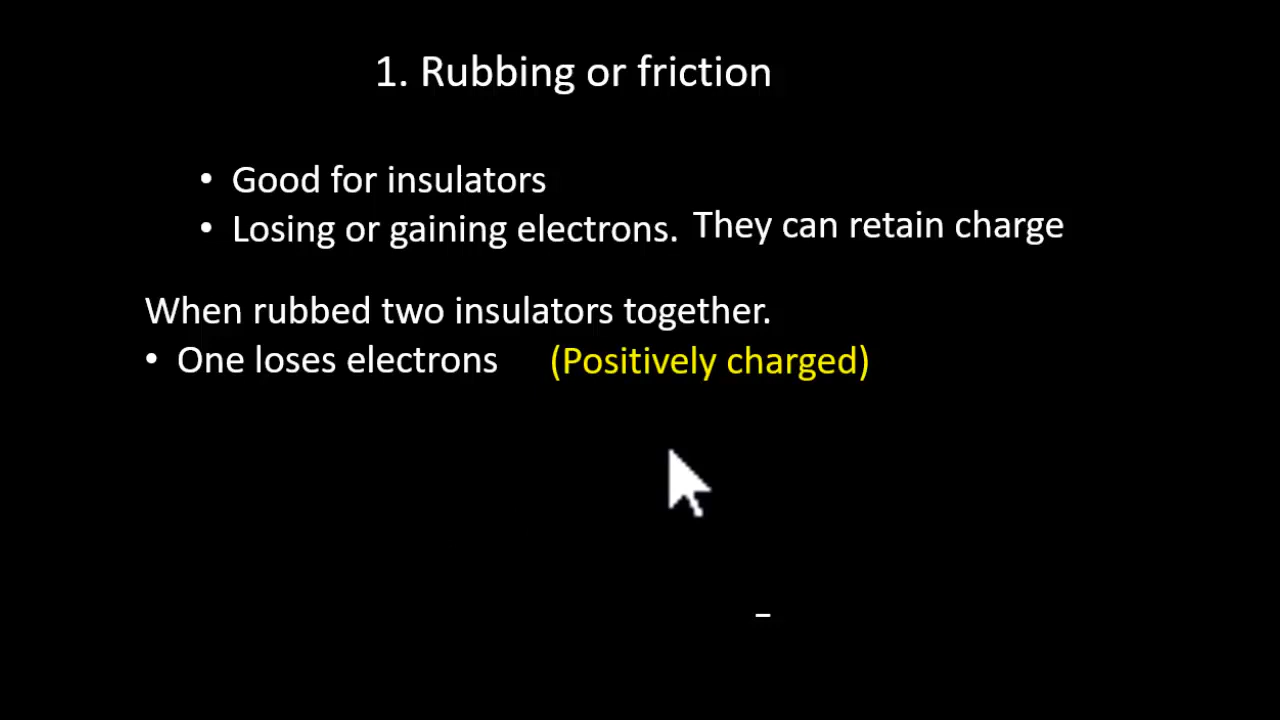 1. Rubbing or friction
• Good for insulators
• Losing or gaining electrons. They can retain charge
When rubbed two insulators together.
• One loses electrons (Positively charged)
–